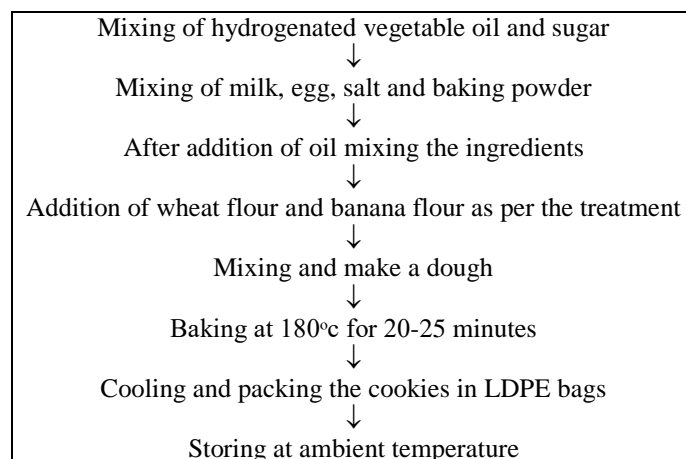 Mixing of hydrogenated vegetable oil and sugar
↓
Mixing of milk, egg, salt and baking powder
↓
After addition of oil mixing the ingredients
↓
Addition of wheat flour and banana flour as per the treatment
↓
Mixing and make a dough
↓
Baking at 180ᵒc for 20-25 minutes
↓
Cooling and packing the cookies in LDPE bags
↓
Storing at ambient temperature